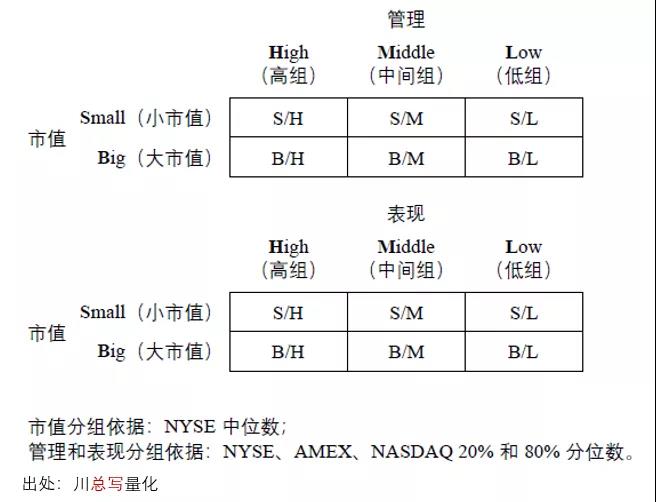 管理
High Middle Low
（高组） （中间组） （低组）
Small（小市值） S/H S/M S/L
市值
Big（大市值） B/H B/M B/L
表现
High Middle Low
（高组） （中间组） （低组）
Small（小市值） S/H S/M S/L
市值
Big（大市值） B/H B/M B/L
市值分组依据：NYSE 中位数；
管理和表现分组依据：NYSE、AMEX、NASDAQ 20% 和 80% 分位数。
出处：川总写量化